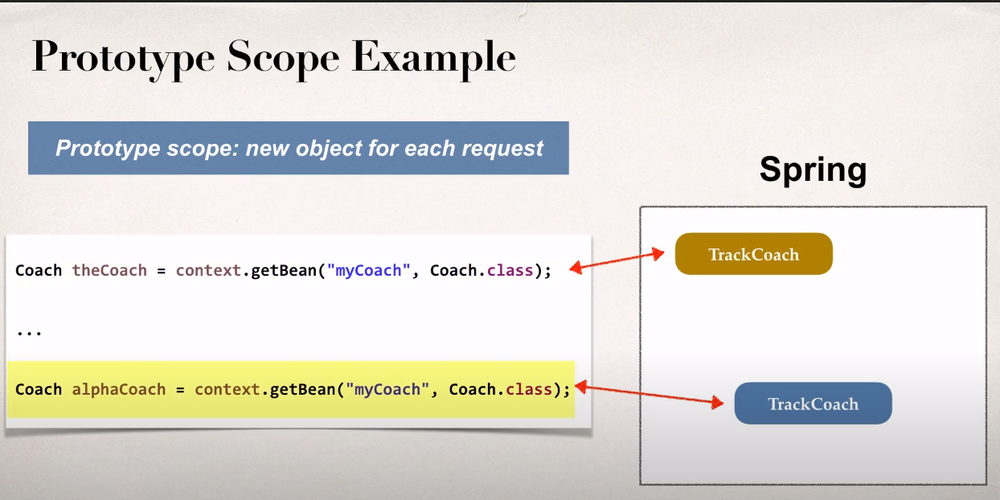 Prototype Scope Example
Prototype scope: new object for each request
Spring
Coach theCoach = context.getBean("myCoach", Coach.class);
TrackCoach
...
Coach alphaCoach = context.getBean("myCoach", Coach.class);
TrackCoach